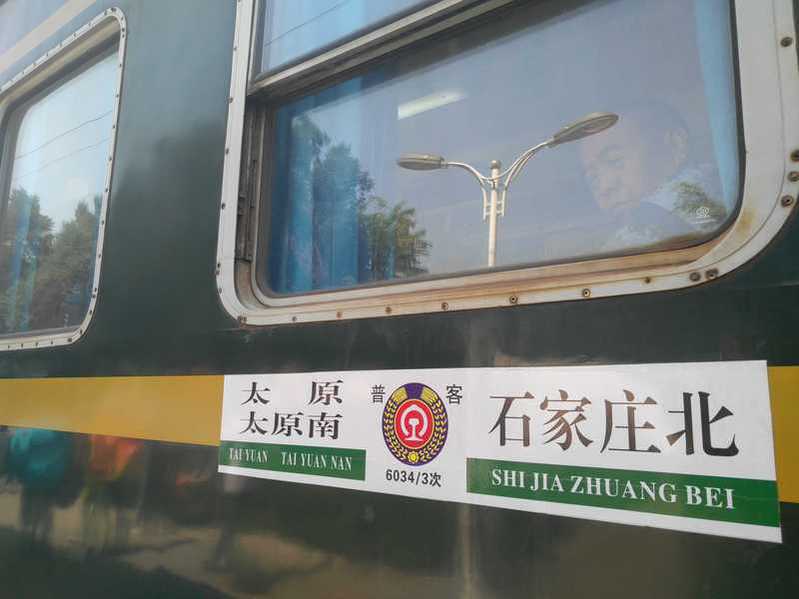 太 原
太原南
TAI YUAN TAI YUAN NAN
普 客
6034/3次
石家庄北
SHI JIA ZHUANG BEI